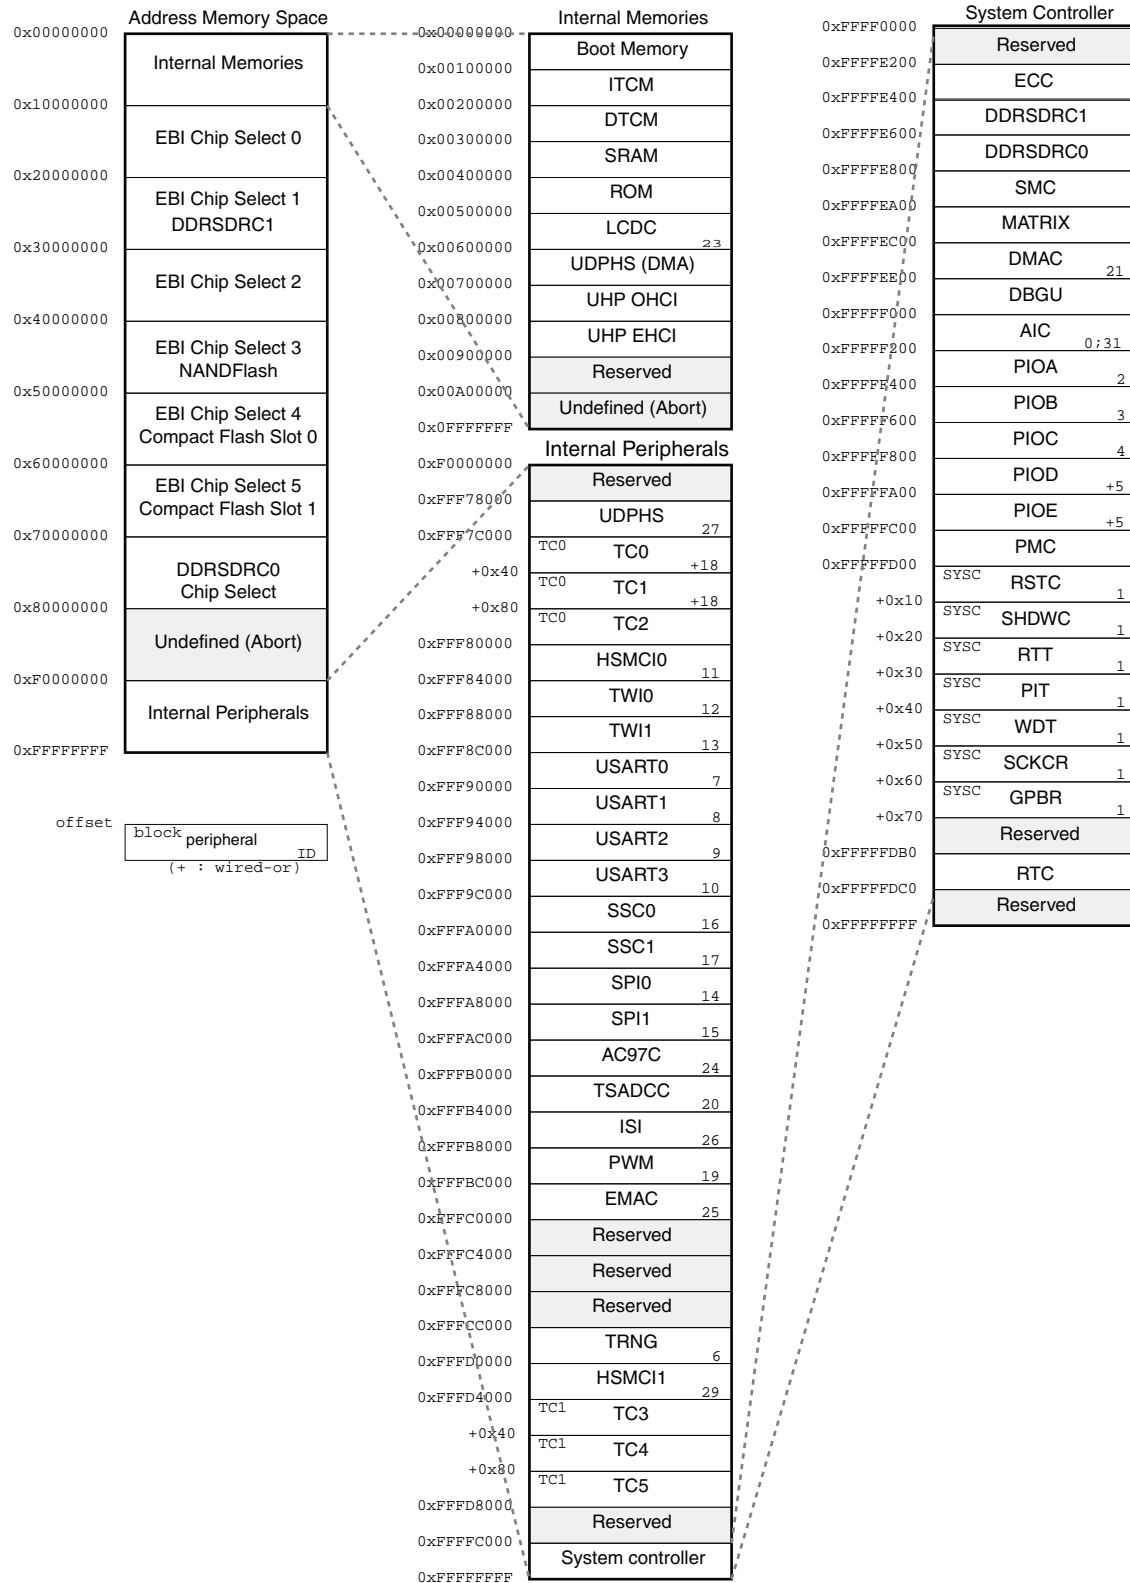 Address Memory Space
0x00000000
Internal Memories
0x10000000
EBI Chip Select 0
0x20000000
EBI Chip Select 1
DDRSDRC1
0x30000000
EBI Chip Select 2
0x40000000
EBI Chip Select 3
NANDFlash
0x50000000
EBI Chip Select 4
Compact Flash Slot 0
0x60000000
EBI Chip Select 5
Compact Flash Slot 1
0x70000000
DDRSDRC0
Chip Select
0x80000000
Undefined (Abort)
0xF0000000
Internal Peripherals
0xFFFFFFFF
offset
block
peripheral
ID
(+ : wired-or)
Internal Memories
0x00000000
Boot Memory
0x00100000
ITCM
0x00200000
DTCM
0x00300000
SRAM
0x00400000
ROM
0x00500000
LCDC
23
0x00600000
UDPHS (DMA)
0x00700000
UHP OHCI
0x00800000
UHP EHCI
0x00900000
Reserved
0x00A00000
Undefined (Abort)
0x0FFFFFFF
Internal Peripherals
0xF0000000
Reserved
0xFFF78000
UDPHS
27
0xFFF7C000
TC0
TC0
+18
+0x40
TC0
TC1
+18
+0x80
TC0
TC2
0xFFF80000
HSMCI0
11
0xFFF84000
TWI0
12
0xFFF88000
TWI1
13
0xFFF8C000
USART0
7
0xFFF90000
USART1
8
0xFFF94000
USART2
9
0xFFF98000
USART3
10
0xFFF9C000
SSC0
16
0xFFFA0000
SSC1
17
0xFFFA4000
SPI0
14
0xFFFA8000
SPI1
15
0xFFFAC000
AC97C
24
0xFFFB0000
TSADCC
20
0xFFFB4000
ISI
26
0xFFFB8000
PWM
19
0xFFFBC000
EMAC
25
0xFFFC0000
Reserved
0xFFFC4000
Reserved
0xFFFC8000
Reserved
0xFFFCC000
TRNG
6
0xFFFD0000
HSMCI1
29
0xFFFD4000
TC1
TC3
+0x40
TC1
TC4
+0x80
TC1
TC5
0xFFFD8000
Reserved
0xFFFFC000
System controller
0xFFFFFFFF
System Controller
0xFFFF0000
Reserved
0xFFFFE200
ECC
0xFFFFE400
DDRSDRC1
0xFFFFE600
DDRSDRC0
0xFFFFE800
SMC
0xFFFFEA00
MATRIX
0xFFFFEC00
DMAC
21
0xFFFFEE00
DBGU
0xFFFFF000
AIC
0;31
0xFFFFF200
PIOA
2
0xFFFFF400
PIOB
3
0xFFFFF600
PIOC
4
0xFFFFF800
PIOD
+5
0xFFFFFA00
PIOE
+5
0xFFFFFC00
PMC
0xFFFFFD00
SYSC
RSTC
1
+0x10
SYSC
SHDWC
1
+0x20
SYSC
RTT
1
+0x30
SYSC
PIT
1
+0x40
SYSC
WDT
1
+0x50
SYSC
SCKCR
1
+0x60
SYSC
GPBR
1
+0x70
Reserved
0xFFFFFDB0
RTC
0xFFFFFDC0
Reserved
0xFFFFFFFF